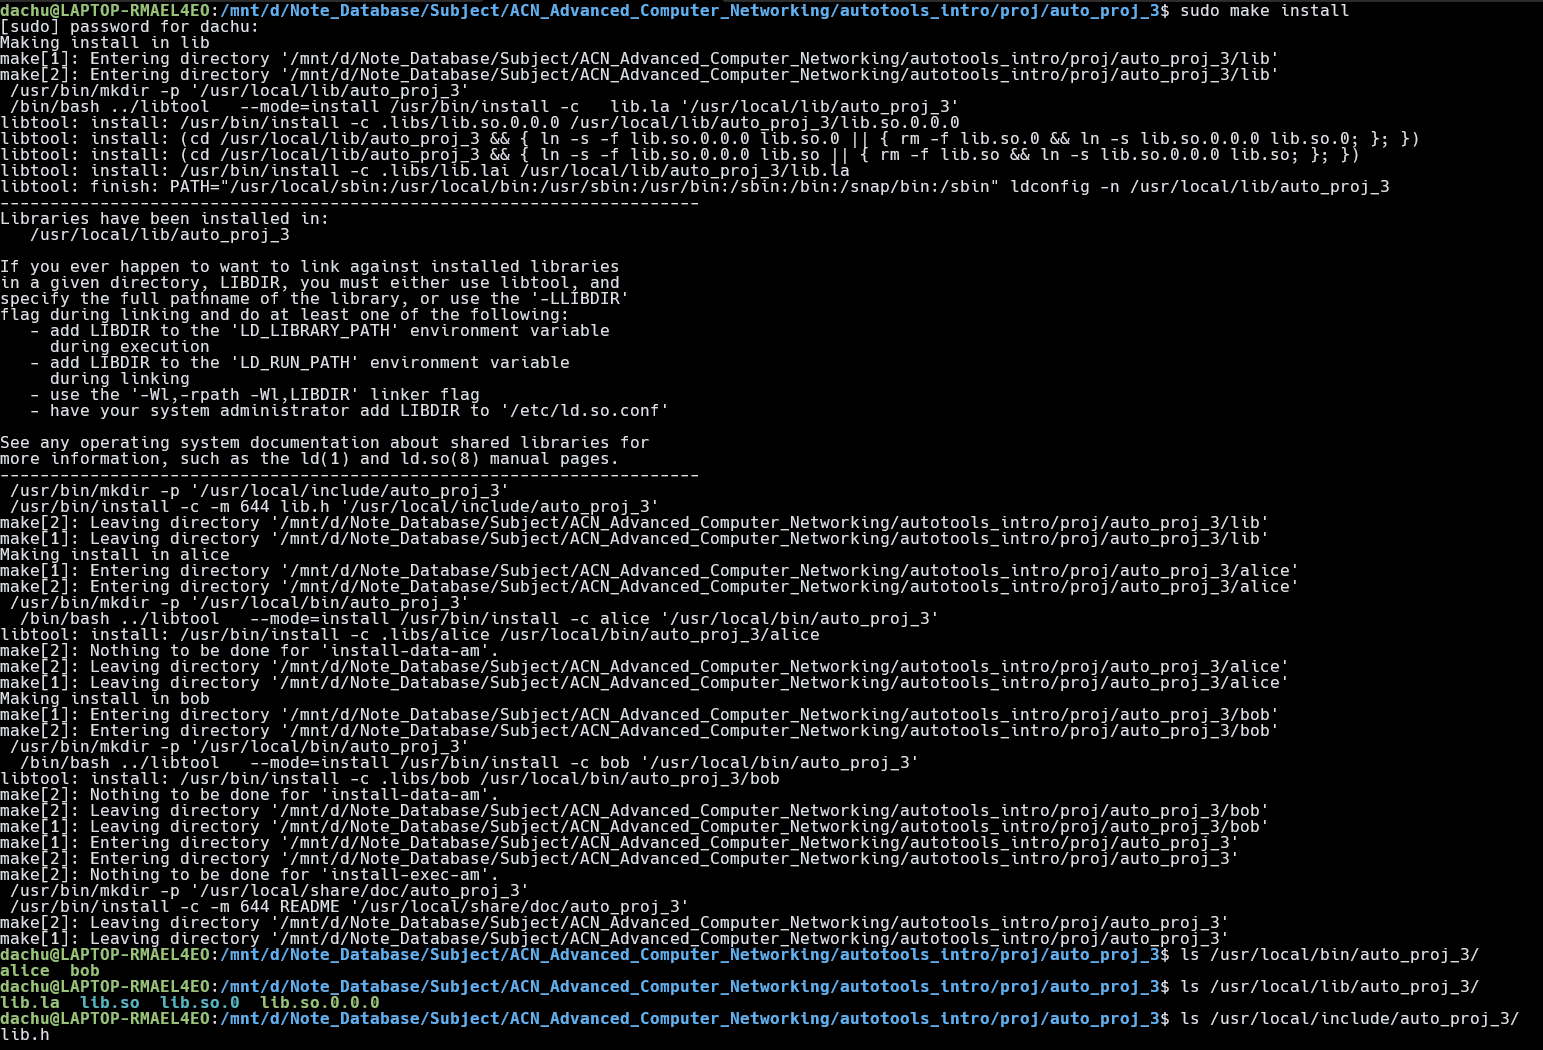 dachu@LAPTOP-RMAEL4EO:/mnt/d/Note_Database/Subject/ACN_Advanced_Computer_Networking/autotools_intro/proj/auto_proj_3$ sudo make install
[sudo] password for dachu:
Making install in lib
make[1]: Entering directory '/mnt/d/Note_Database/Subject/ACN_Advanced_Computer_Networking/autotools_intro/proj/auto_proj_3/lib'
make[2]: Entering directory '/mnt/d/Note_Database/Subject/ACN_Advanced_Computer_Networking/autotools_intro/proj/auto_proj_3/lib'
 /usr/bin/mkdir -p '/usr/local/lib/auto_proj_3'
 /bin/bash ../libtool   --mode=install /usr/bin/install -c   lib.la '/usr/local/lib/auto_proj_3'
libtool: install: /usr/bin/install -c .libs/lib.so.0.0.0 /usr/local/lib/auto_proj_3/lib.so.0.0.0
libtool: install: (cd /usr/local/lib/auto_proj_3 && { ln -s -f lib.so.0.0.0 lib.so.0 || { rm -f lib.so.0 && ln -s lib.so.0.0.0 lib.so.0; }; })
libtool: install: (cd /usr/local/lib/auto_proj_3 && { ln -s -f lib.so.0.0.0 lib.so || { rm -f lib.so && ln -s lib.so.0.0.0 lib.so; }; })
libtool: install: /usr/bin/install -c .libs/lib.lai /usr/local/lib/auto_proj_3/lib.la
libtool: finish: PATH="/usr/local/sbin:/usr/local/bin:/usr/sbin:/usr/bin:/sbin:/bin:/snap/bin:/sbin" ldconfig -n /usr/local/lib/auto_proj_3
----------------------------------------------------------------------
Libraries have been installed in:
   /usr/local/lib/auto_proj_3

If you ever happen to want to link against installed libraries
in a given directory, LIBDIR, you must either use libtool, and
specify the full pathname of the library, or use the '-LLIBDIR'
flag during linking and do at least one of the following:
   - add LIBDIR to the 'LD_LIBRARY_PATH' environment variable
     during execution
   - add LIBDIR to the 'LD_RUN_PATH' environment variable
     during linking
   - use the '-Wl,-rpath -Wl,LIBDIR' linker flag
   - have your system administrator add LIBDIR to '/etc/ld.so.conf'

See any operating system documentation about shared libraries for
more information, such as the ld(1) and ld.so(8) manual pages.
----------------------------------------------------------------------
 /usr/bin/mkdir -p '/usr/local/include/auto_proj_3'
 /usr/bin/install -c -m 644 lib.h '/usr/local/include/auto_proj_3'
make[2]: Leaving directory '/mnt/d/Note_Database/Subject/ACN_Advanced_Computer_Networking/autotools_intro/proj/auto_proj_3/lib'
make[1]: Leaving directory '/mnt/d/Note_Database/Subject/ACN_Advanced_Computer_Networking/autotools_intro/proj/auto_proj_3/lib'
Making install in alice
make[1]: Entering directory '/mnt/d/Note_Database/Subject/ACN_Advanced_Computer_Networking/autotools_intro/proj/auto_proj_3/alice'
make[2]: Entering directory '/mnt/d/Note_Database/Subject/ACN_Advanced_Computer_Networking/autotools_intro/proj/auto_proj_3/alice'
 /usr/bin/mkdir -p '/usr/local/bin/auto_proj_3'
  /bin/bash ../libtool   --mode=install /usr/bin/install -c alice '/usr/local/bin/auto_proj_3'
libtool: install: /usr/bin/install -c .libs/alice /usr/local/bin/auto_proj_3/alice
make[2]: Nothing to be done for 'install-data-am'.
make[2]: Leaving directory '/mnt/d/Note_Database/Subject/ACN_Advanced_Computer_Networking/autotools_intro/proj/auto_proj_3/alice'
make[1]: Leaving directory '/mnt/d/Note_Database/Subject/ACN_Advanced_Computer_Networking/autotools_intro/proj/auto_proj_3/alice'
Making install in bob
make[1]: Entering directory '/mnt/d/Note_Database/Subject/ACN_Advanced_Computer_Networking/autotools_intro/proj/auto_proj_3/bob'
make[2]: Entering directory '/mnt/d/Note_Database/Subject/ACN_Advanced_Computer_Networking/autotools_intro/proj/auto_proj_3/bob'
 /usr/bin/mkdir -p '/usr/local/bin/auto_proj_3'
  /bin/bash ../libtool   --mode=install /usr/bin/install -c bob '/usr/local/bin/auto_proj_3'
libtool: install: /usr/bin/install -c .libs/bob /usr/local/bin/auto_proj_3/bob
make[2]: Nothing to be done for 'install-data-am'.
make[2]: Leaving directory '/mnt/d/Note_Database/Subject/ACN_Advanced_Computer_Networking/autotools_intro/proj/auto_proj_3/bob'
make[1]: Leaving directory '/mnt/d/Note_Database/Subject/ACN_Advanced_Computer_Networking/autotools_intro/proj/auto_proj_3/bob'
make[1]: Entering directory '/mnt/d/Note_Database/Subject/ACN_Advanced_Computer_Networking/autotools_intro/proj/auto_proj_3'
make[2]: Entering directory '/mnt/d/Note_Database/Subject/ACN_Advanced_Computer_Networking/autotools_intro/proj/auto_proj_3'
make[2]: Nothing to be done for 'install-exec-am'.
 /usr/bin/mkdir -p '/usr/local/share/doc/auto_proj_3'
 /usr/bin/install -c -m 644 README '/usr/local/share/doc/auto_proj_3'
make[2]: Leaving directory '/mnt/d/Note_Database/Subject/ACN_Advanced_Computer_Networking/autotools_intro/proj/auto_proj_3'
make[1]: Leaving directory '/mnt/d/Note_Database/Subject/ACN_Advanced_Computer_Networking/autotools_intro/proj/auto_proj_3'
dachu@LAPTOP-RMAEL4EO:/mnt/d/Note_Database/Subject/ACN_Advanced_Computer_Networking/autotools_intro/proj/auto_proj_3$ ls /usr/local/bin/auto_proj_3/
alice  bob
dachu@LAPTOP-RMAEL4EO:/mnt/d/Note_Database/Subject/ACN_Advanced_Computer_Networking/autotools_intro/proj/auto_proj_3$ ls /usr/local/lib/auto_proj_3/
lib.la  lib.so  lib.so.0  lib.so.0.0.0
dachu@LAPTOP-RMAEL4EO:/mnt/d/Note_Database/Subject/ACN_Advanced_Computer_Networking/autotools_intro/proj/auto_proj_3$ ls /usr/local/include/auto_proj_3/
lib.h